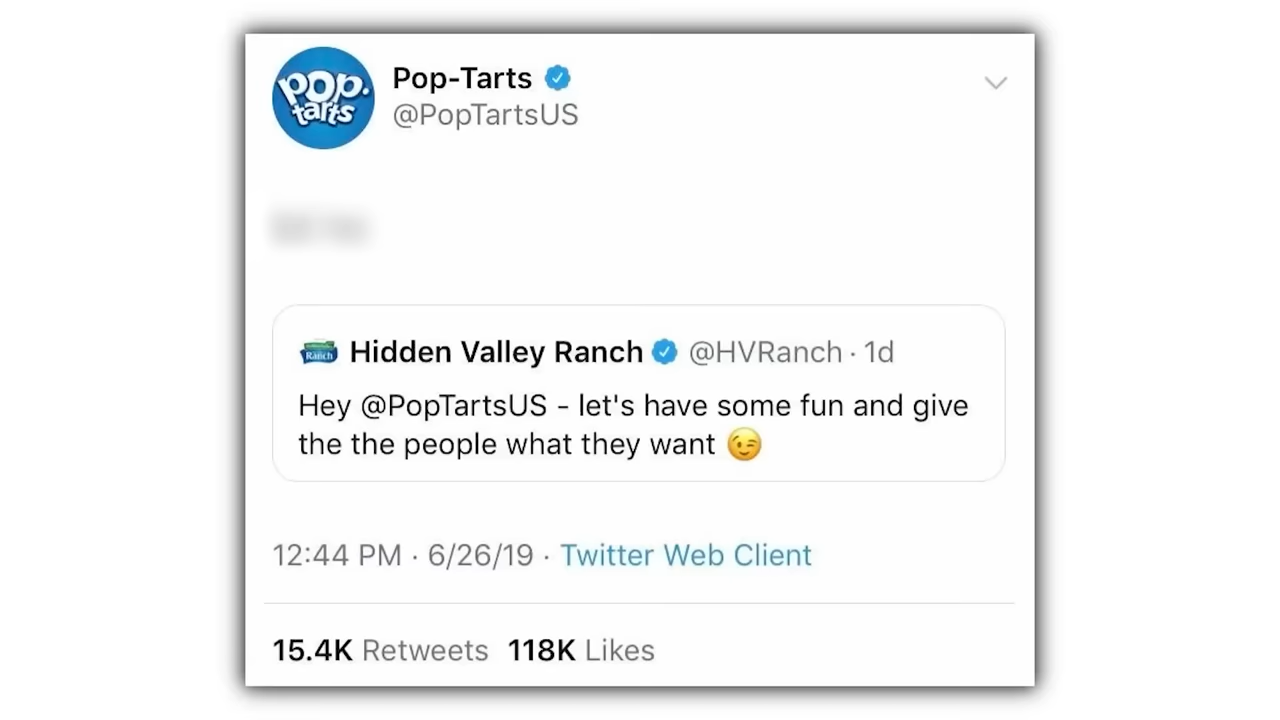 pop.
tarts
Pop-Tarts
@PopTartsUS
Ranch
Hidden Valley Ranch @HVRanch · 1d
Hey @PopTartsUS - let's have some fun and give
the the people what they want 😉
12:44 PM · 6/26/19 · Twitter Web Client
15.4K Retweets 118K Likes